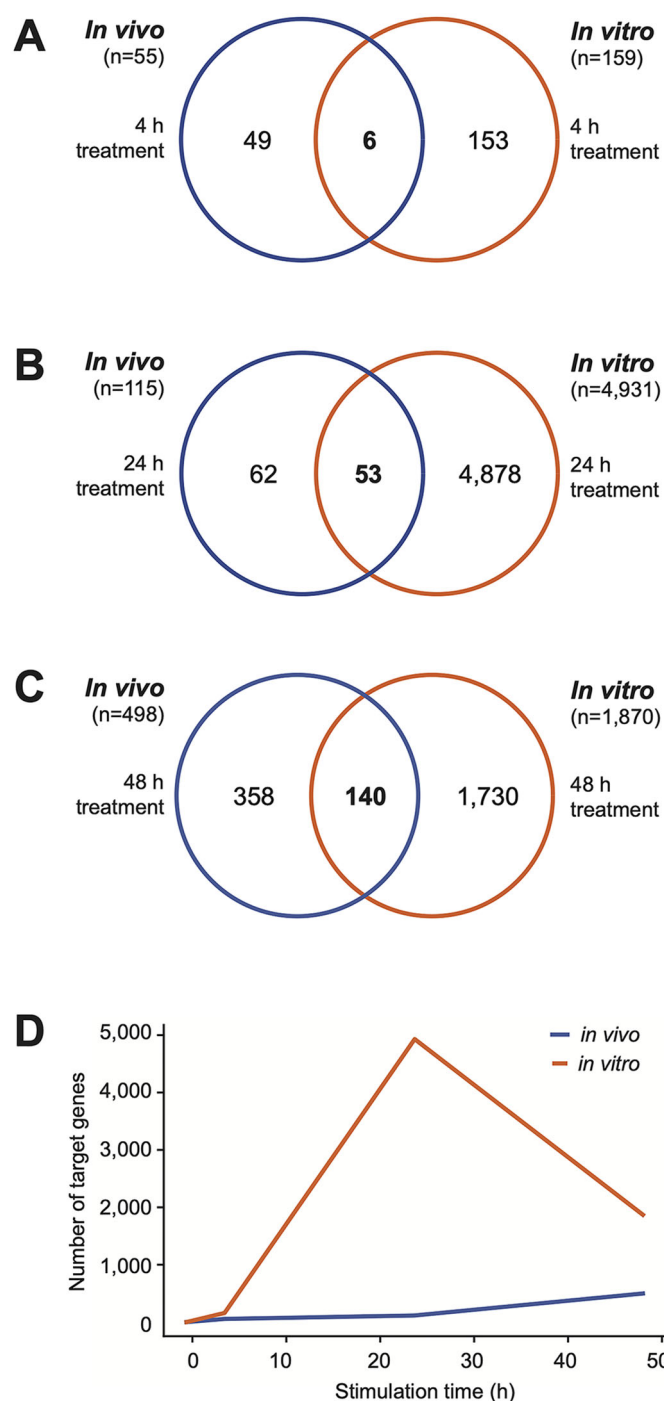 A
In vivo
(n=55)
4 h
treatment
49
6
153
In vitro
(n=159)
4 h
treatment
B
In vivo
(n=115)
24 h
treatment
62
53
4,878
In vitro
(n=4,931)
24 h
treatment
C
In vivo
(n=498)
48 h
treatment
358
140
1,730
In vitro
(n=1,870)
48 h
treatment
D
Number of target genes
5,000
4,000
3,000
2,000
1,000
0
in vivo
in vitro
0 10 20 30 40 50
Stimulation time (h)